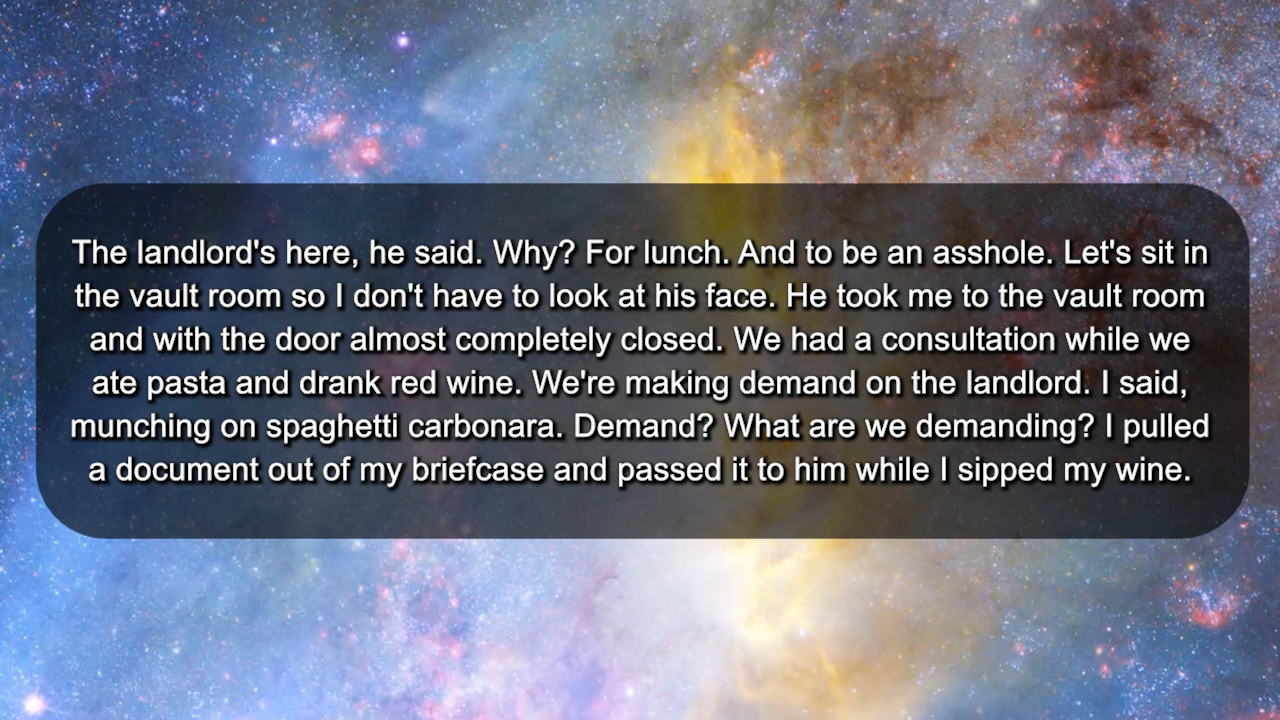 The landlord's here, he said. Why? For lunch. And to be an asshole. Let's sit in
the vault room so I don't have to look at his face. He took me to the vault room
and with the door almost completely closed. We had a consultation while we
ate pasta and drank red wine. We're making demand on the landlord. I said,
munching on spaghetti carbonara. Demand? What are we demanding? I pulled
a document out of my briefcase and passed it to him while I sipped my wine.